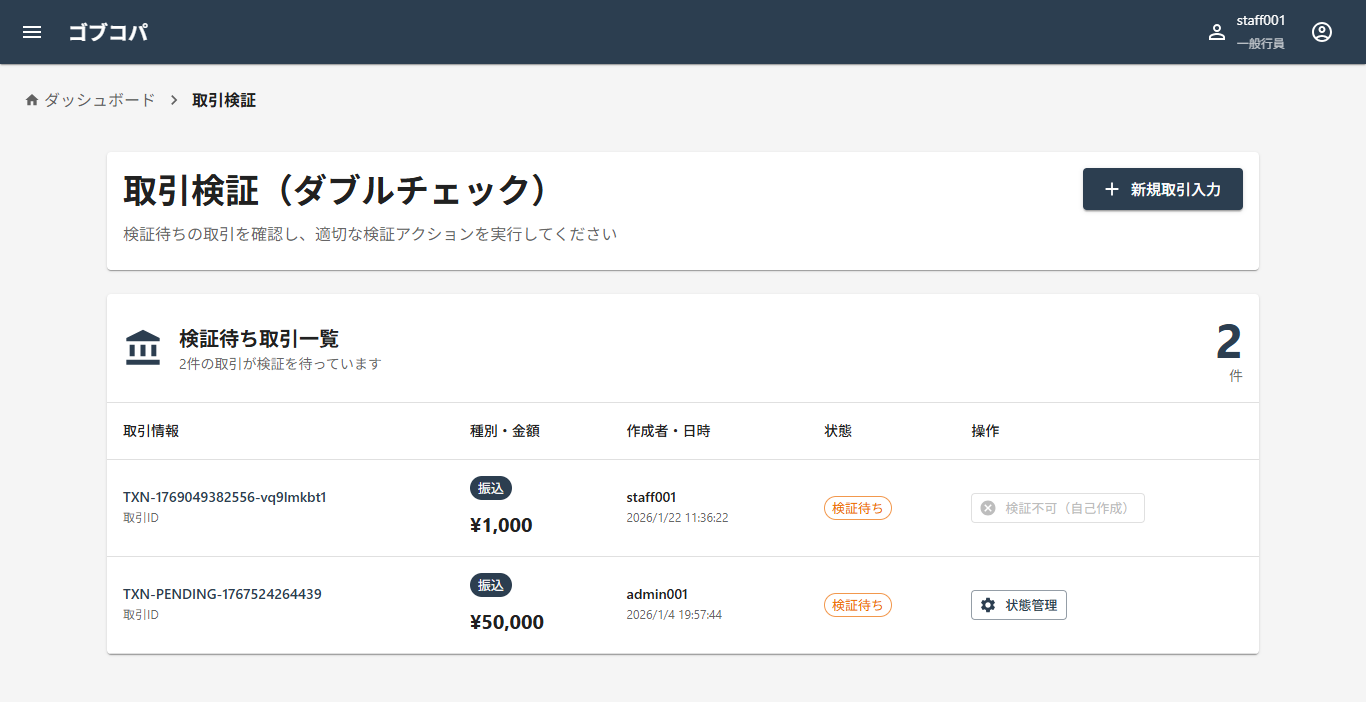 ゴブコパ
staff001
一般行員
ダッシュボード > 取引検証
取引検証（ダブルチェック）
検証待ちの取引を確認し、適切な検証アクションを実行してください
新規取引入力
検証待ち取引一覧
2件の取引が検証を待っています
2
件
取引情報 種別・金額 作成者・日時 状態 操作
TXN-1769049382556-vq9lmkbt1
取引ID
振込
¥1,000
staff001
2026/1/22 11:36:22
検証待ち
検証不可（自己作成）
TXN-PENDING-1767524264439
取引ID
振込
¥50,000
admin001
2026/1/4 19:57:44
検証待ち
状態管理